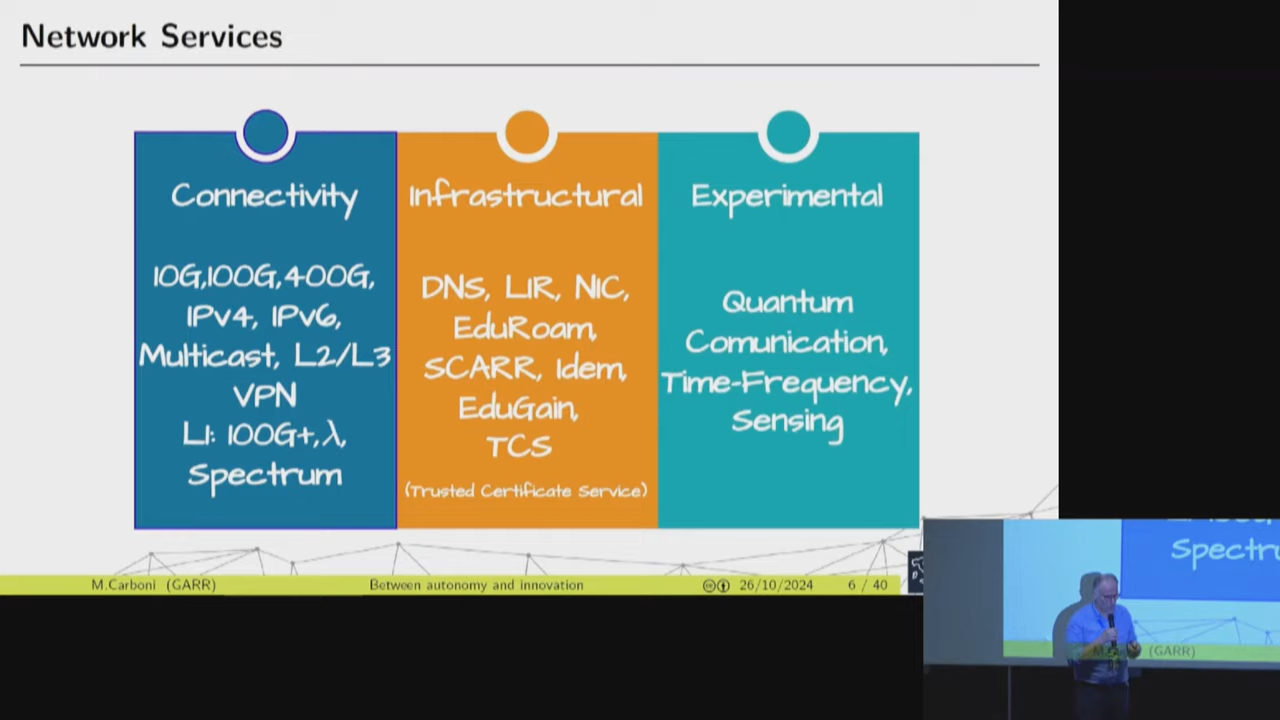 Network Services
Connectivity
10G,100G,400G,
IPv4, IPv6,
Multicast, L2/L3
VPN
L1: 100G+,λ,
Spectrum
Infrastructural
DNS, LIR, NIC,
EduRoam,
SCARR, Idem,
EduGain,
TCS
(Trusted Certificate Service)
Experimental
Quantum
Comunication,
Time-Frequency,
Sensing
M.Carboni (GARR)
Between autonomy and innovation
26/10/2024
6 / 40
Spectru
(GARR)